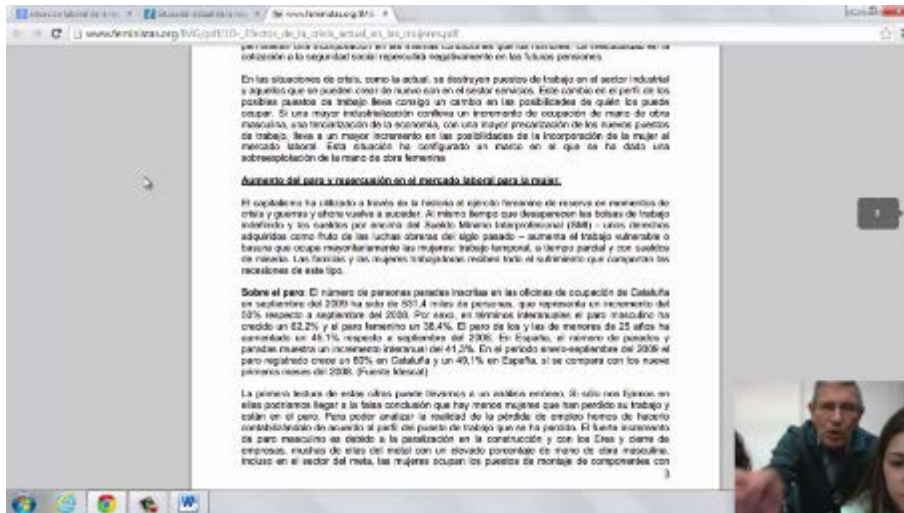 www.feministas.org/IMG/pdf/10-_Efectos_de_la_crisis_actual_en_las_mujeres.pdf
cotización a la seguridad social repercutirá negativamente en las futuras pensiones.
En las situaciones de crisis, como la actual, se destruyen puestos de trabajo en el sector industrial
y aquellos que se pueden crear de nuevo son en el sector servicios. Este cambio en el perfil de los
posibles puestos de trabajo lleva consigo un cambio en las posibilidades de quién los puede
ocupar. Si una mayor industrialización conlleva un incremento de ocupación de mano de obra
masculina, una terciarización de la economía, con una mayor precarización de los nuevos puestos
de trabajo, lleva a un mayor incremento en las posibilidades de la incorporación de la mujer al
mercado laboral. Esta situación ha configurado un marco en el que se ha dado una
sobreexplotación de la mano de obra femenina
Aumento del paro y repercusión en el mercado laboral para la mujer.
El capitalismo ha utilizado a través de la historia el ejército femenino de reserva en momentos de
crisis y guerras y ahora vuelve a suceder. Al mismo tiempo que desaparecen las bolsas de trabajo
indefinido y los sueldos por encima del Sueldo Mínimo Interprofesional (SMI) - unos derechos
adquiridos como fruto de las luchas obreras del siglo pasado – aumenta el trabajo vulnerable o
basura que ocupa mayoritariamente las mujeres: trabajo temporal, a tiempo parcial y con sueldos
de miseria. Las familias y las mujeres trabajadoras reciben todo el sufrimiento que comportan las
recesiones de este tipo.
Sobre el paro: El número de personas paradas inscritas en las oficinas de ocupación de Cataluña
en septiembre del 2009 ha sido de 531,4 miles de personas, que representa un incremento del
50% respecto a septiembre del 2008. Por sexo, en términos interanuales el paro masculino ha
crecido un 62,2% y el paro femenino un 36,4%. El paro de los y las de menores de 25 años ha
aumentado un 45,1% respecto a septiembre del 2008. En España, el número de parados y
paradas muestra un incremento interanual del 41,3%. En el periodo enero-septiembre del 2009 el
paro registrado crece un 60% en Cataluña y un 49,1% en España, si se compara con los nueve
primeros meses del 2008. (Fuente Idescat)
La primera lectura de estas cifras puede llevarnos a un análisis erróneo. Si sólo nos fijamos en
ellas podríamos llegar a la falsa conclusión que hay menos mujeres que han perdido su trabajo y
están en el paro. Para poder analizar la realidad de la pérdida de empleo hemos de hacerlo
contabilizándolo de acuerdo al perfil del puesto de trabajo que se ha perdido. El fuerte incremento
de paro masculino es debido a la paralización en la construcción y con los Eres y cierre de
empresas, muchas de ellas del metal con un elevado porcentaje de mano de obra masculina.
Incluso en el sector del metal, las mujeres ocupan los puestos de montaje de componentes con
3